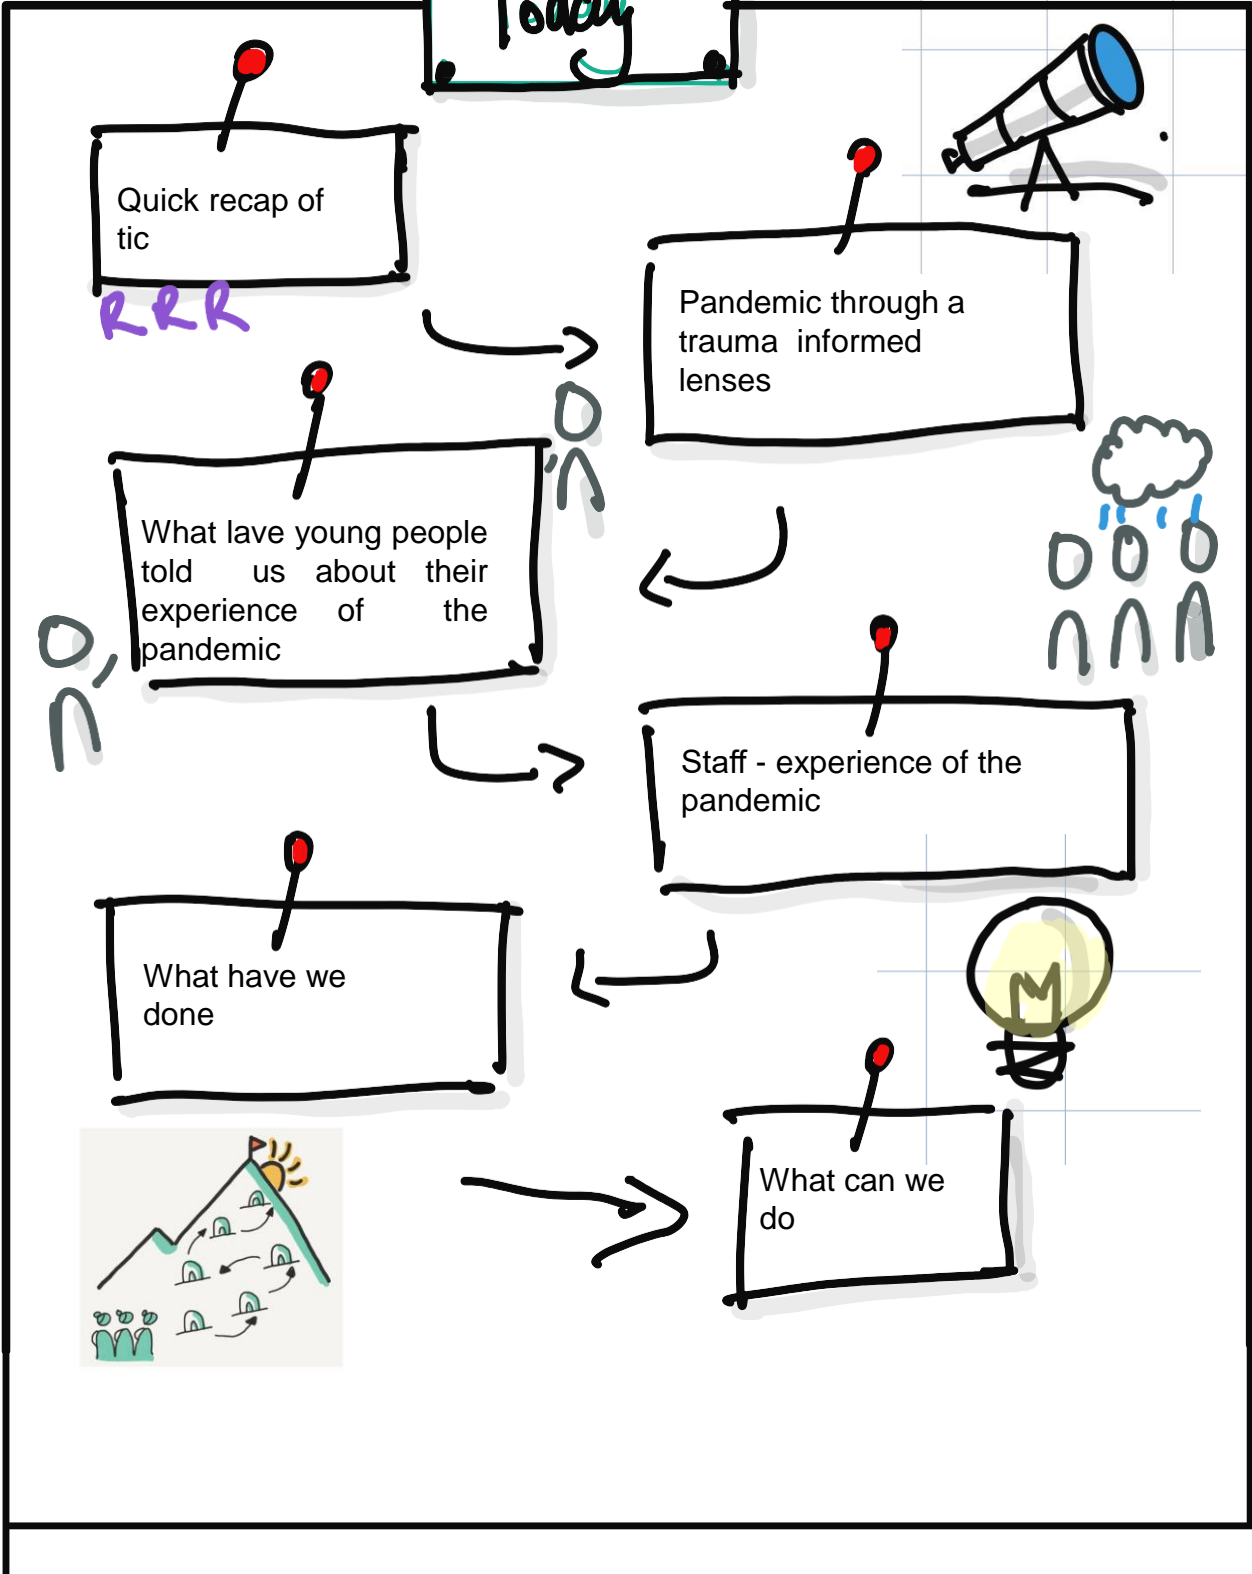 Today
Quick recap of
tic
RRR
Pandemic through a
trauma informed
lenses
What lave young people
told us about their
experience of the
pandemic
Staff - experience of the
pandemic
What have we
done
What can we
do